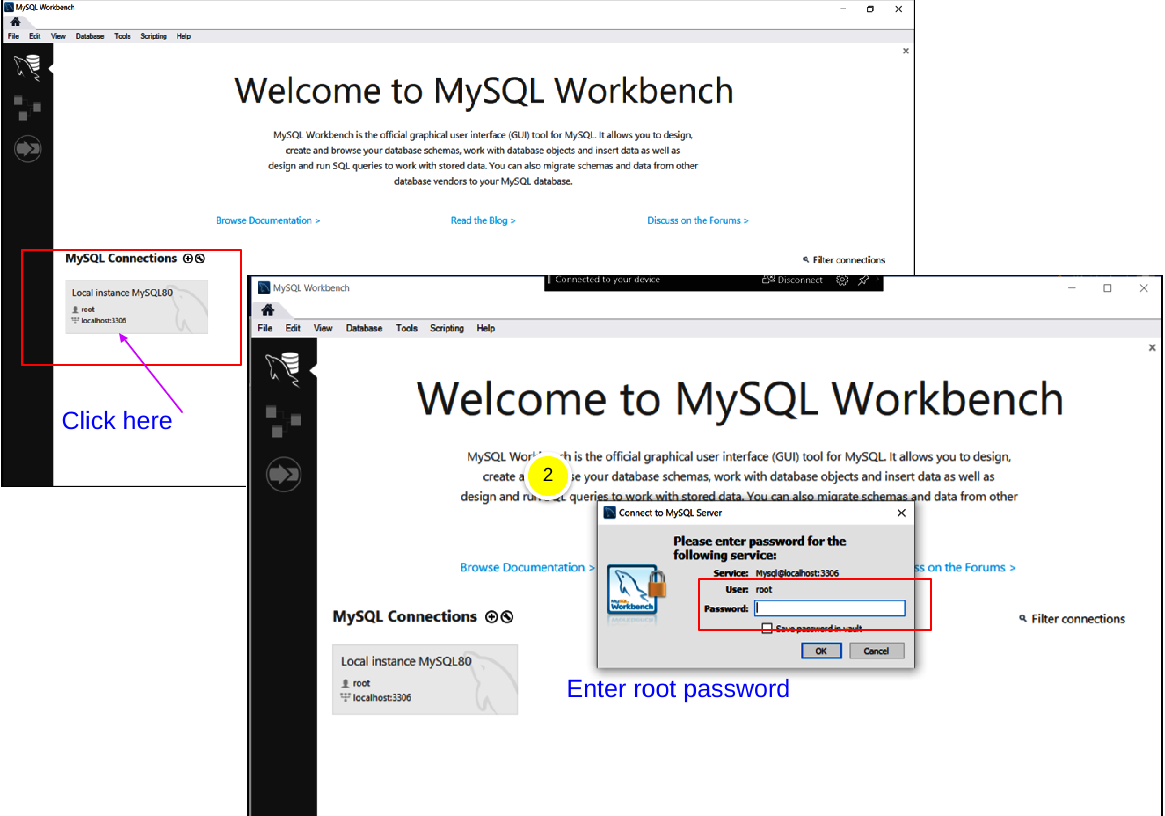 MySQL Workbench
File Edit View Database Tools Scripting Help
Welcome to MySQL Workbench
MySQL Workbench is the official graphical user interface (GUI) tool for MySQL. It allows you to design,
create and browse your database schemas, work with database objects and insert data as well as
design and run SQL queries to work with stored data. You can also migrate schemas and data from other
database vendors to your MySQL database.
Browse Documentation > Read the Blog > Discuss on the Forums >
MySQL Connections
Filter connections
Local instance MySQL80
root
localhost:3306
Click here
Connected to your device Disconnect
MySQL Workbench
File Edit View Database Tools Scripting Help
Welcome to MySQL Workbench
MySQL Workbench is the official graphical user interface (GUI) tool for MySQL. It allows you to design,
2
create a se your database schemas, work with database objects and insert data as well as
design and run SQL queries to work with stored data. You can also migrate schemas and data from other
Connect to MySQL Server
Please enter password for the
following service:
Service: Mysql@localhost:3306
User: root
Password:
Save password in vault
OK Cancel
MySQL
Workbench
Browse Documentation > ss on the Forums >
MySQL Connections
Filter connections
Local instance MySQL80
root
localhost:3306
Enter root password